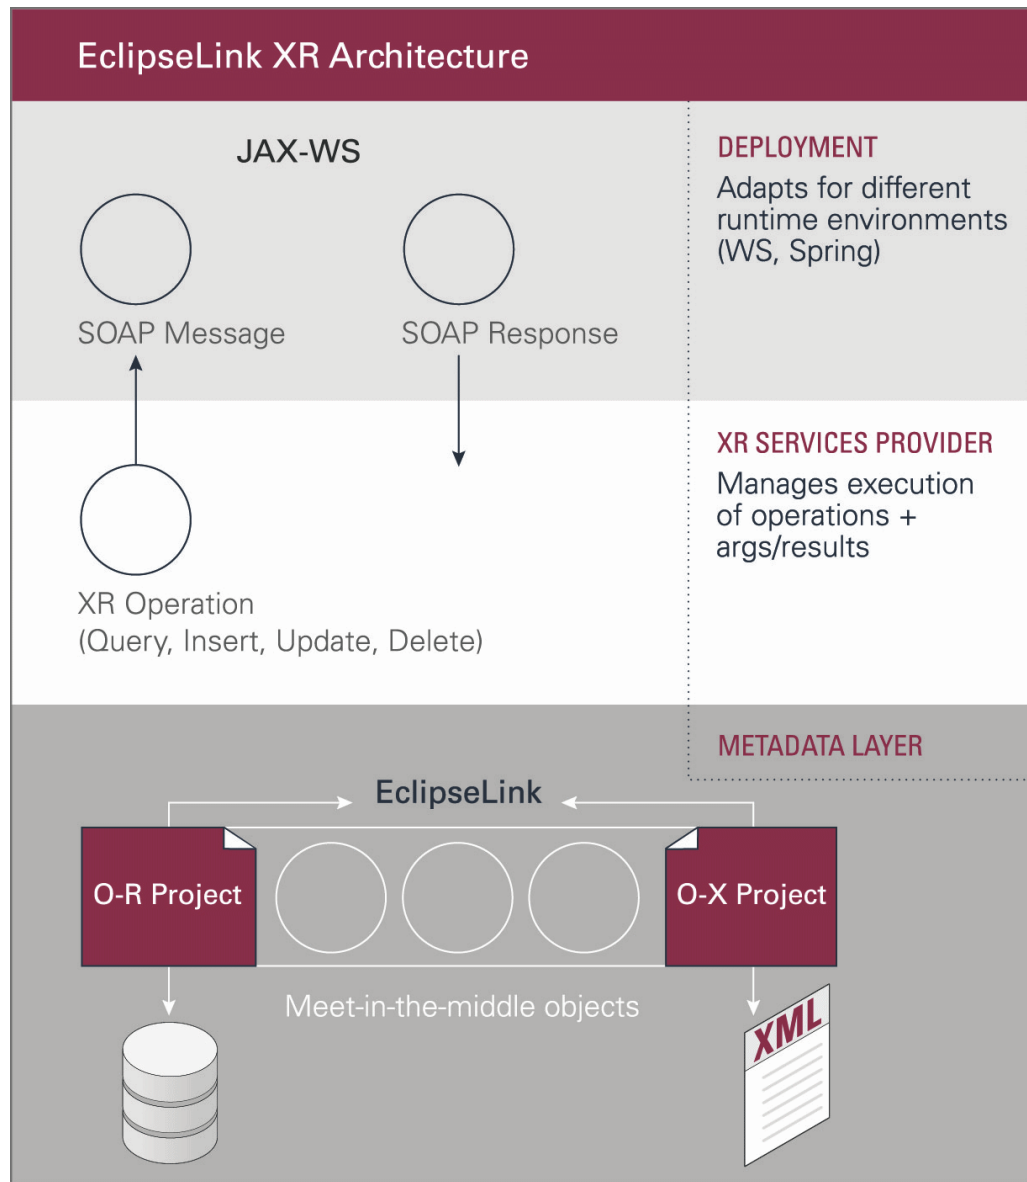 EclipseLink XR Architecture
JAX-WS
SOAP Message
SOAP Response
DEPLOYMENT
Adapts for different
runtime environments
(WS, Spring)
XR Operation
(Query, Insert, Update, Delete)
XR SERVICES PROVIDER
Manages execution
of operations +
args/results
METADATA LAYER
EclipseLink
O-R Project
O-X Project
Meet-in-the-middle objects
XML